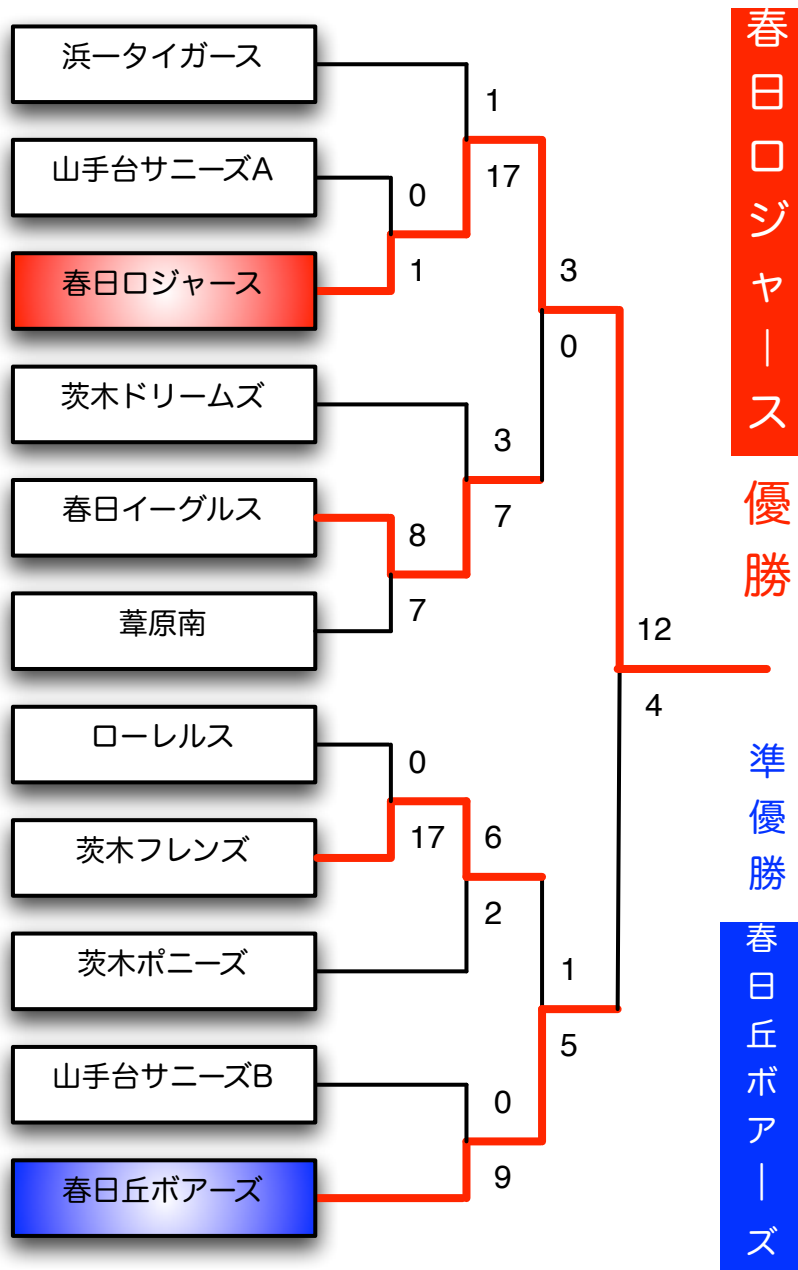 浜一タイガース
山手台サニーズA
春日ロジャース
茨木ドリームズ
春日イーグルス
葦原南
ローレルス
茨木フレンズ
茨木ポニーズ
山手台サニーズB
春日丘ボアーズ
0
1
8
7
0
17
1
17
3
7
6
2
0
9
3
0
1
5
12
4
春日ロジャース
優勝
準優勝
春日丘ボアーズ